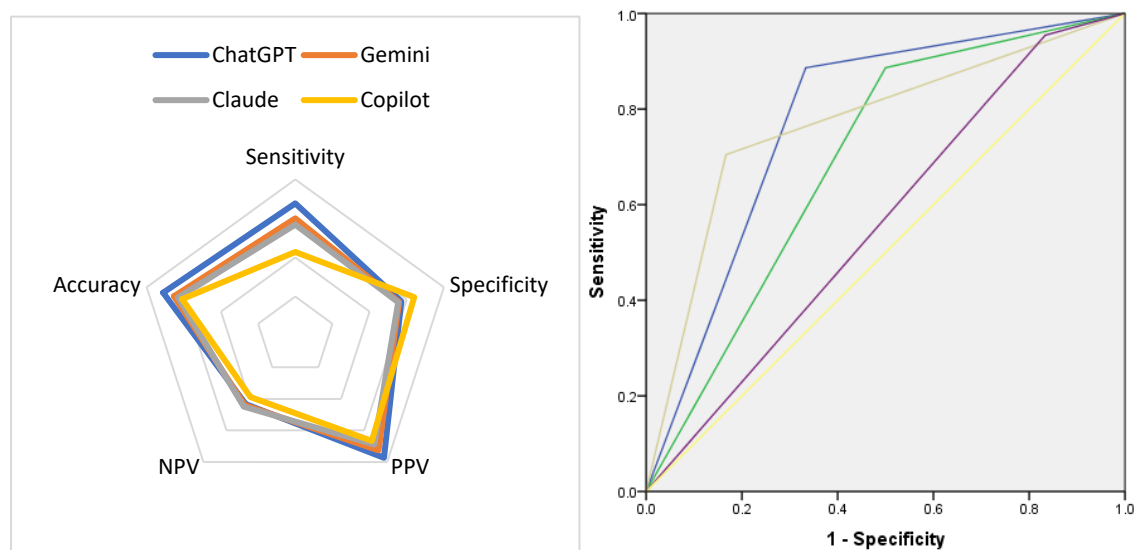 ChatGPT Gemini
Claude Copilot
Sensitivity
Accuracy
Specificity
NPV
PPV
1.0
0.8
0.6
0.4
0.2
0.0
Sensitivity
0.0 0.2 0.4 0.6 0.8 1.0
1 - Specificity